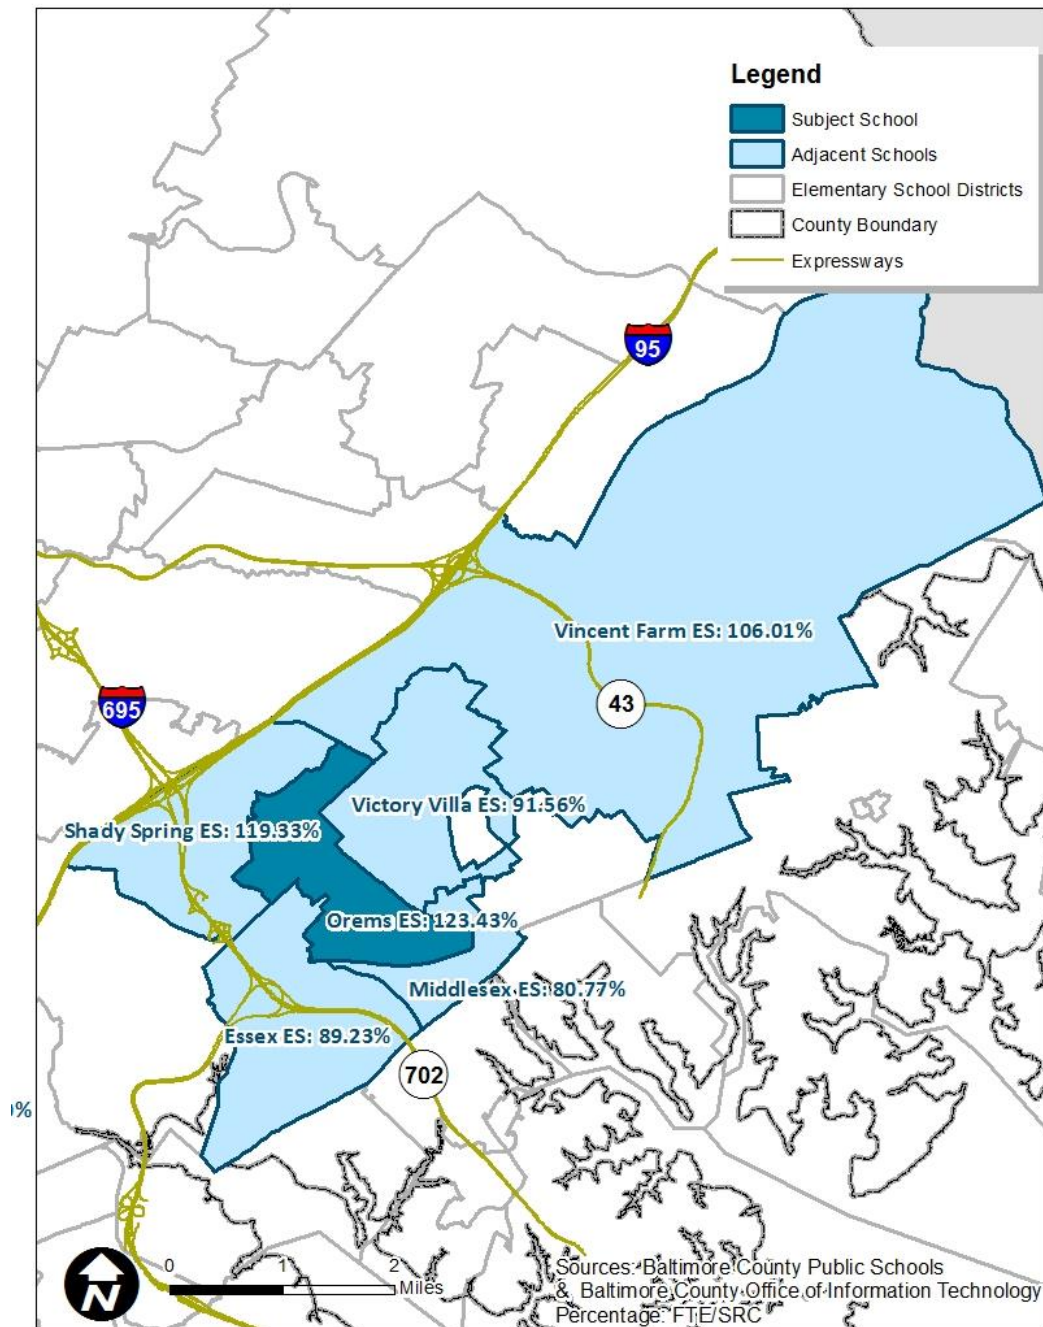 Legend
Subject School
Adjacent Schools
Elementary School Districts
County Boundary
Expressways
95
Vincent Farm ES: 106.01%
695
43
Victory Villa ES: 91.56%
Shady Spring ES: 119.33%
Orems ES: 123.43%
Middlesex ES: 80.77%
Essex ES: 89.23%
702
%
N
0 1 2
Miles
Sources: Baltimore County Public Schools
& Baltimore County Office of Information Technology
Percentage: FTE/SRC